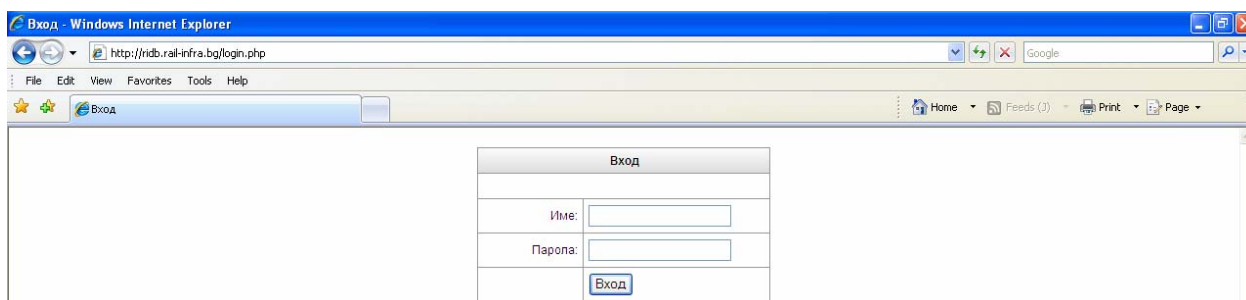 Вход - Windows Internet Explorer
http://ridb.rail-infra.bg/login.php
Google
File Edit View Favorites Tools Help
Вход
Home Feeds (J) Print Page
Вход
Име:
Парола:
Вход